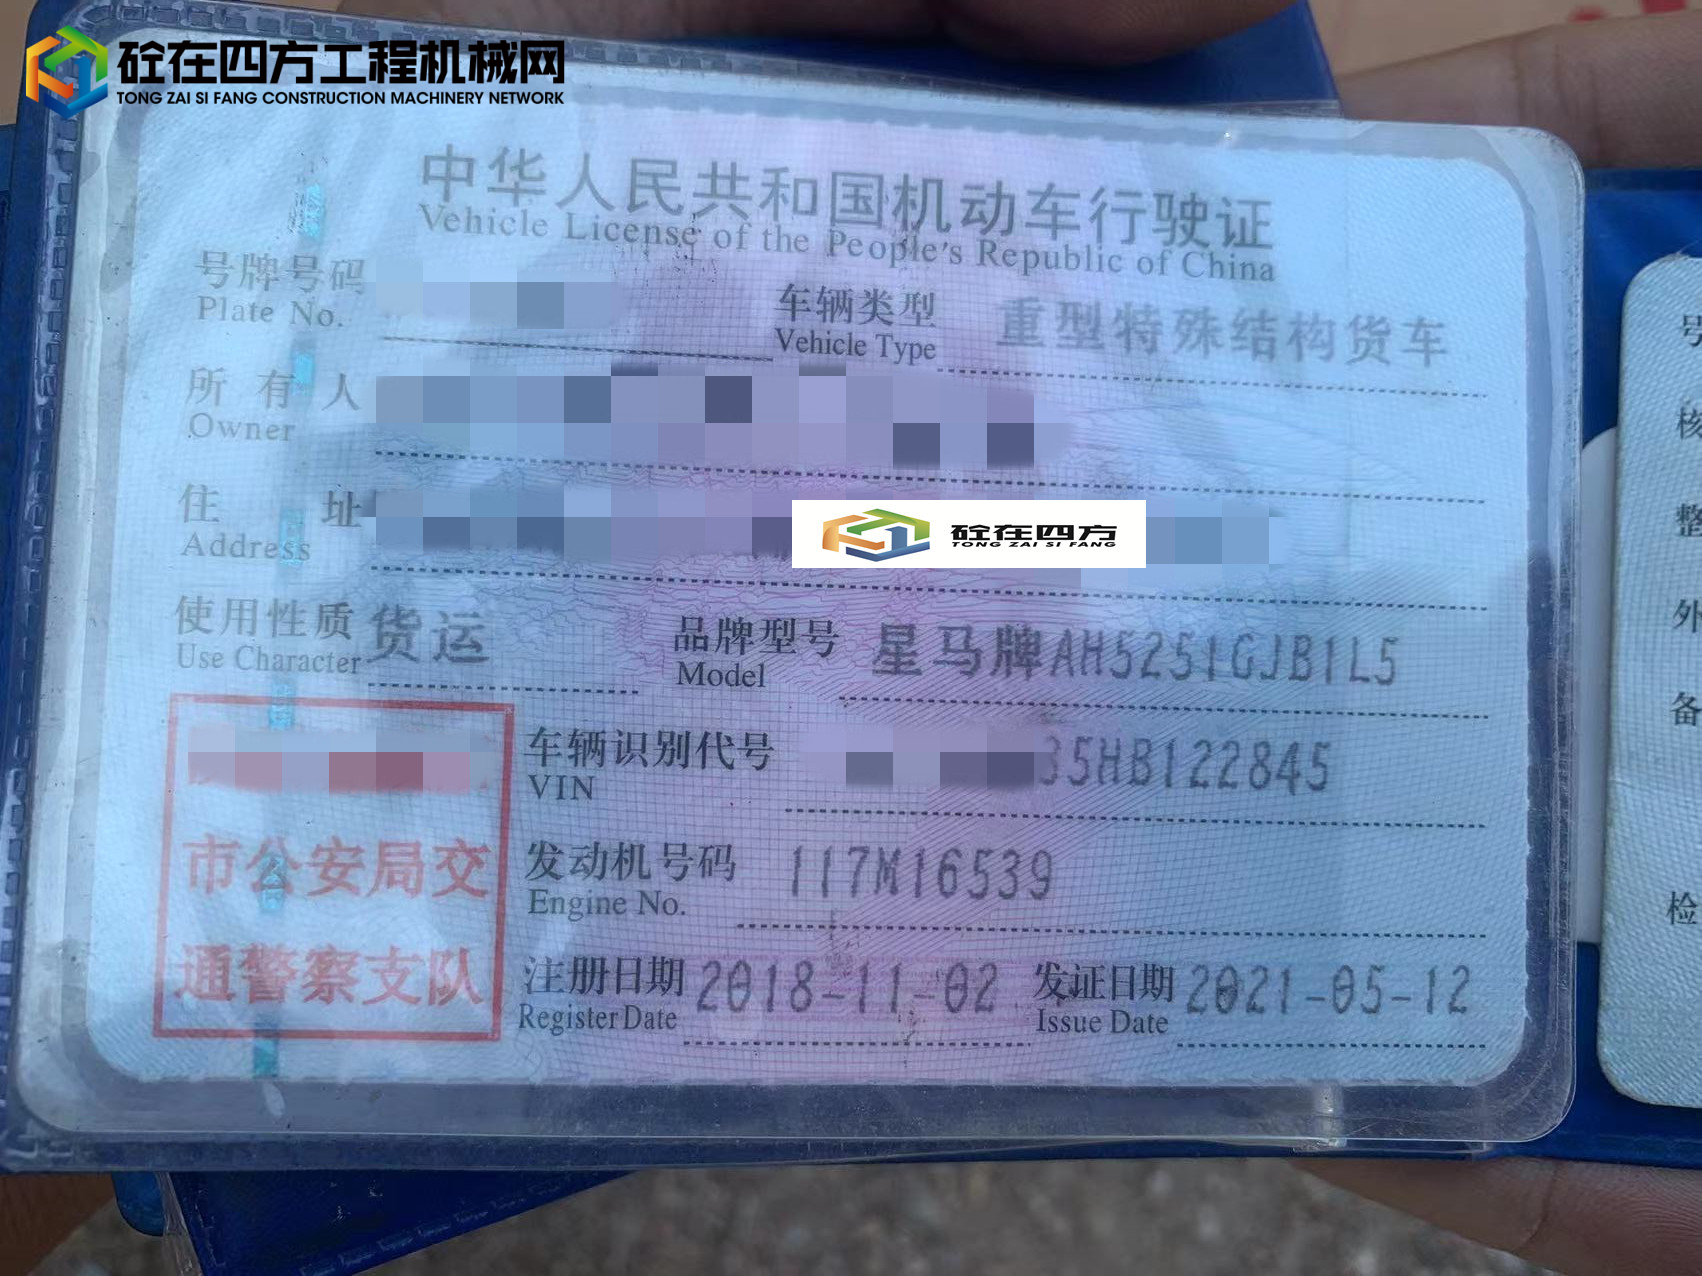 砼在四方工程机械网
TONG ZAI SI FANG CONSTRUCTION MACHINERY NETWORK
中华人民共和国机动车行驶证
Vehicle License of the People's Republic of China
号牌号码
Plate No.
车辆类型 重型特殊结构货车
Vehicle Type
所有人
Owner
住址
Address
砼在四方
TONG ZAI SI FANG
使用性质 货运
Use Character
品牌型号 星马牌AH5251GJB1L5
Model
车辆识别代号 35HB122845
VIN
市公安局交
通警察支队
发动机号码 117M16539
Engine No.
注册日期 2018-11-02
Register Date
发证日期 2021-05-12
Issue Date
号
核
整
外
备
检